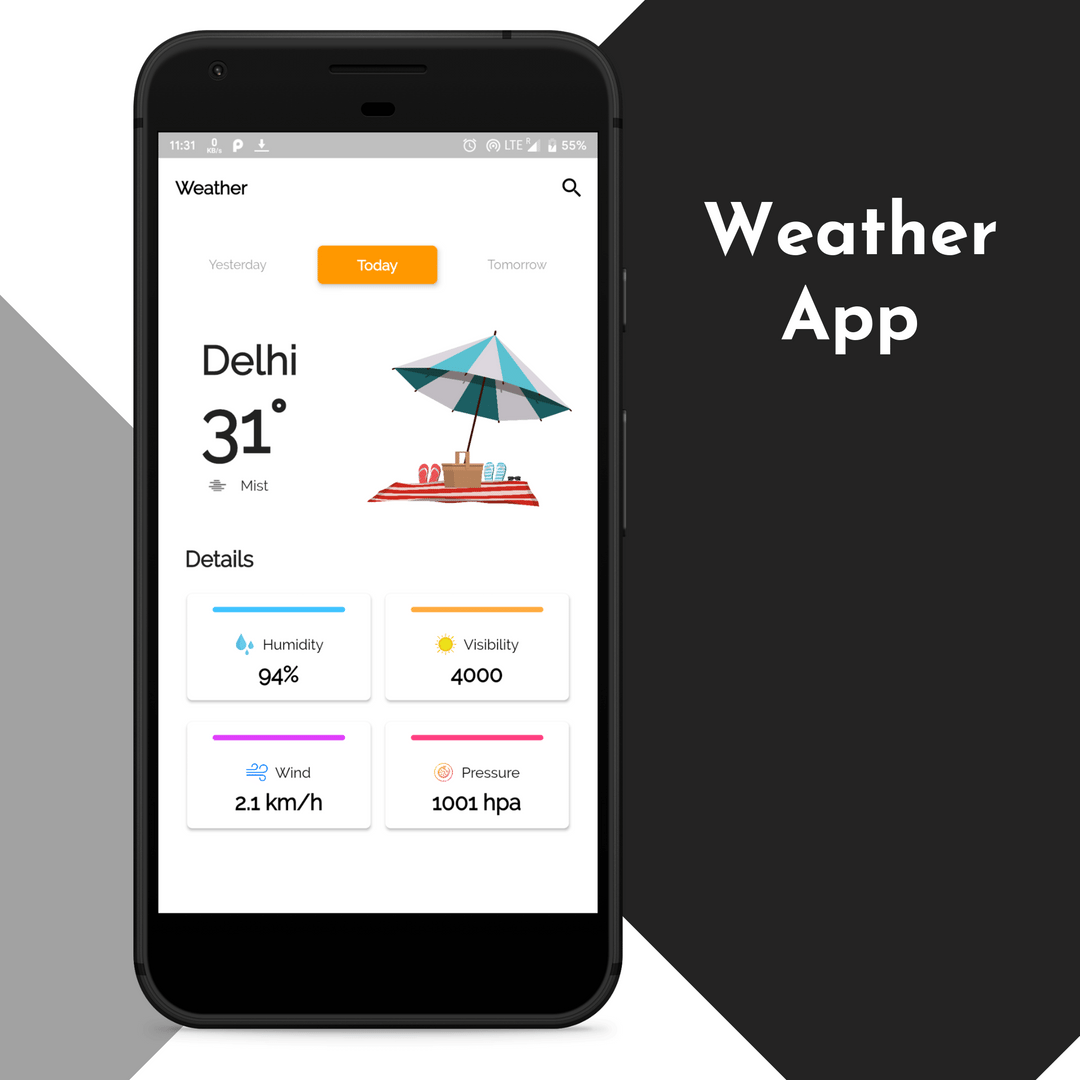 11:31 0 KB/s LTE R 55%
Weather
Yesterday Today Tomorrow
Delhi
31°
Mist
Details
Humidity Visibility
94% 4000
Wind Pressure
2.1 km/h 1001 hpa
Weather
App